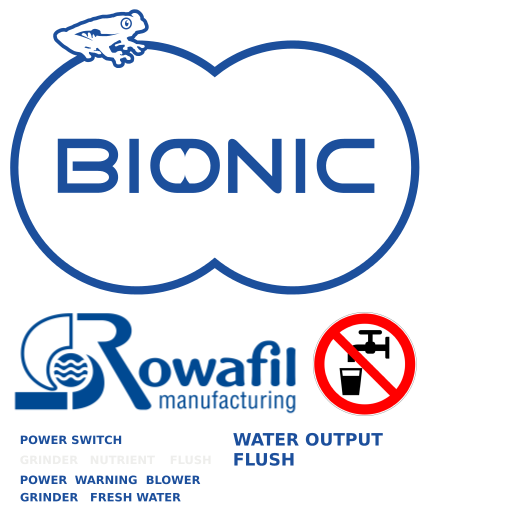 BIONIC
Rowafil
manufacturing
POWER SWITCH
GRINDER NUTRIENT FLUSH
POWER WARNING BLOWER
GRINDER FRESH WATER
WATER OUTPUT
FLUSH